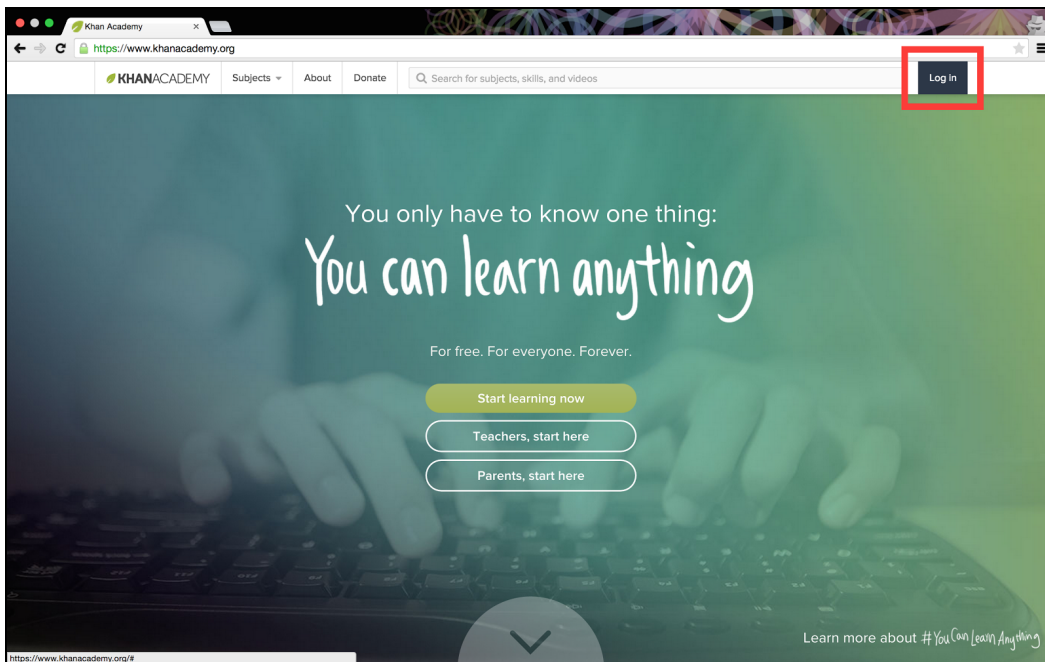 Khan Academy
https://www.khanacademy.org
KHANACADEMY Subjects About Donate Search for subjects, skills, and videos Log in
You only have to know one thing:
You can learn anything
For free. For everyone. Forever.
Start learning now
Teachers, start here
Parents, start here
Learn more about #YouCanLearnAnything
https://www.khanacademy.org/#